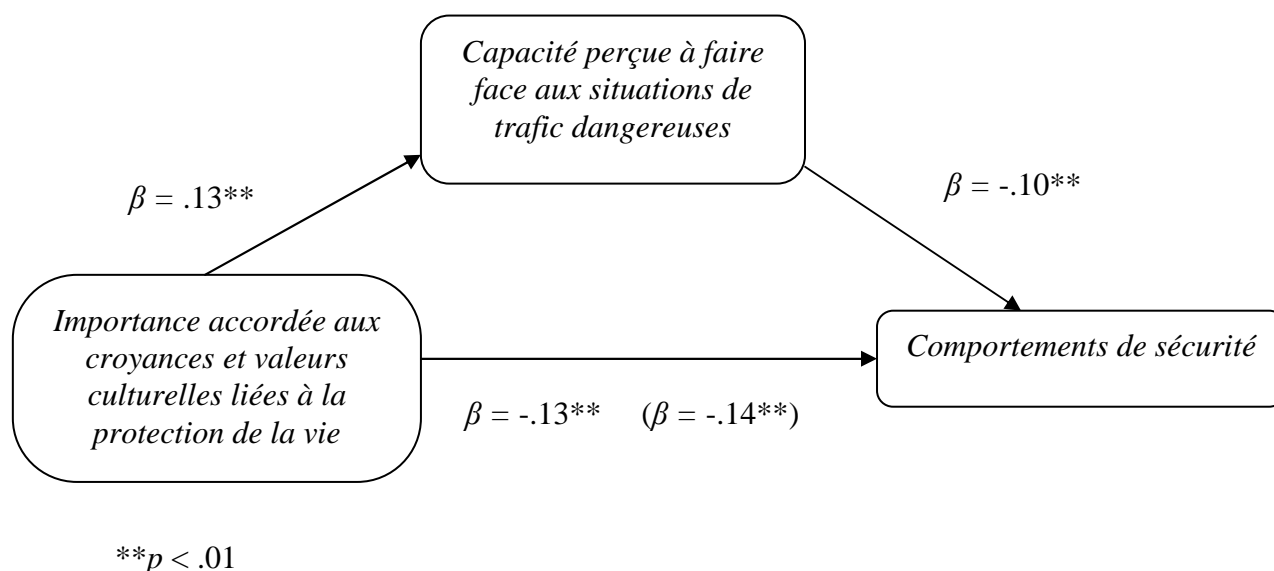 Capacité perçue à faire
face aux situations de
trafic dangereuses
β = .13**
β = -.10**
Importance accordée aux
croyances et valeurs
culturelles liées à la
protection de la vie
Comportements de sécurité
β = -.13** (β = -.14**)
**p < .01